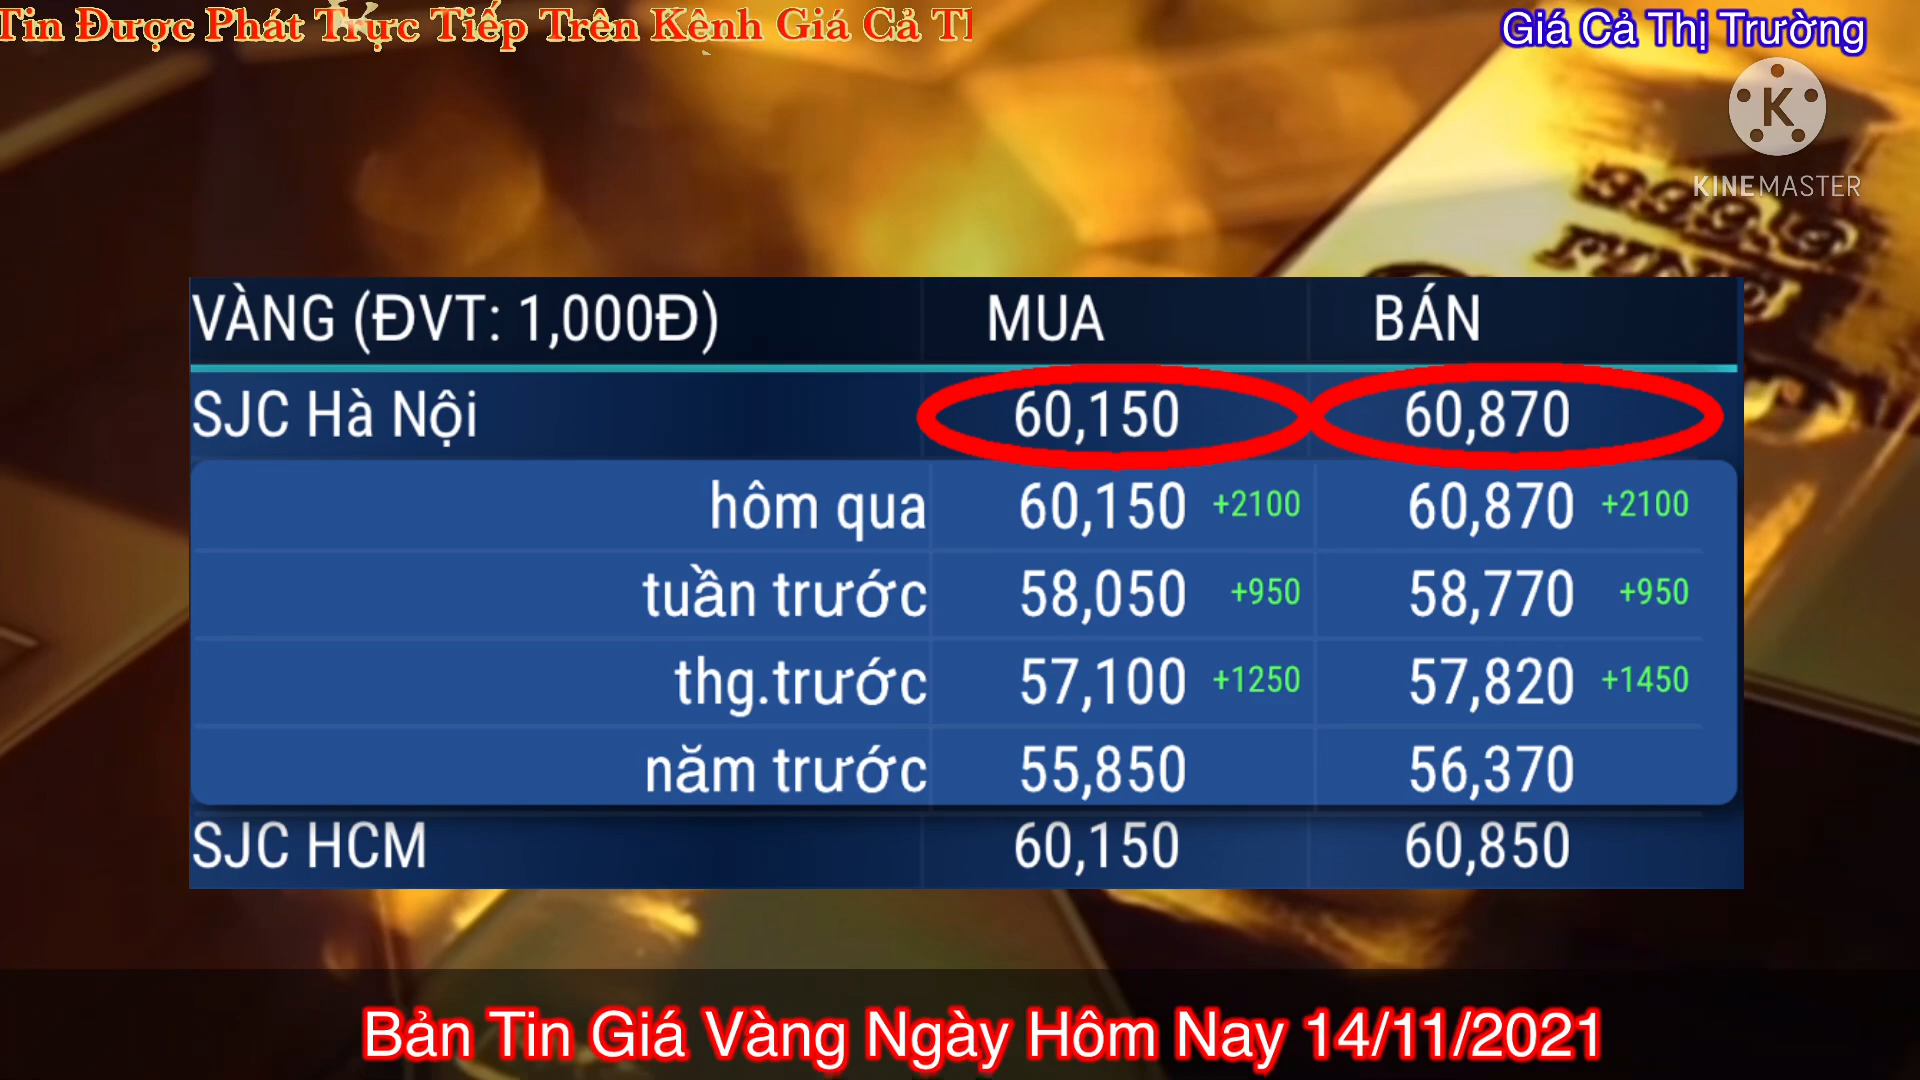 Tin Được Phát Trực Tiếp Trên Kênh Giá Cả
Giá Cả Thị Trường
K
KINEMASTER
999.9
FINE
VÀNG (ĐVT: 1,000Đ) MUA BÁN
SJC Hà Nội 60,150 60,870
hôm qua 60,150 +2100 60,870 +2100
tuần trước 58,050 +950 58,770 +950
thg.trước 57,100 +1250 57,820 +1450
năm trước 55,850 56,370
SJC HCM 60,150 60,850
Bản Tin Giá Vàng Ngày Hôm Nay 14/11/2021